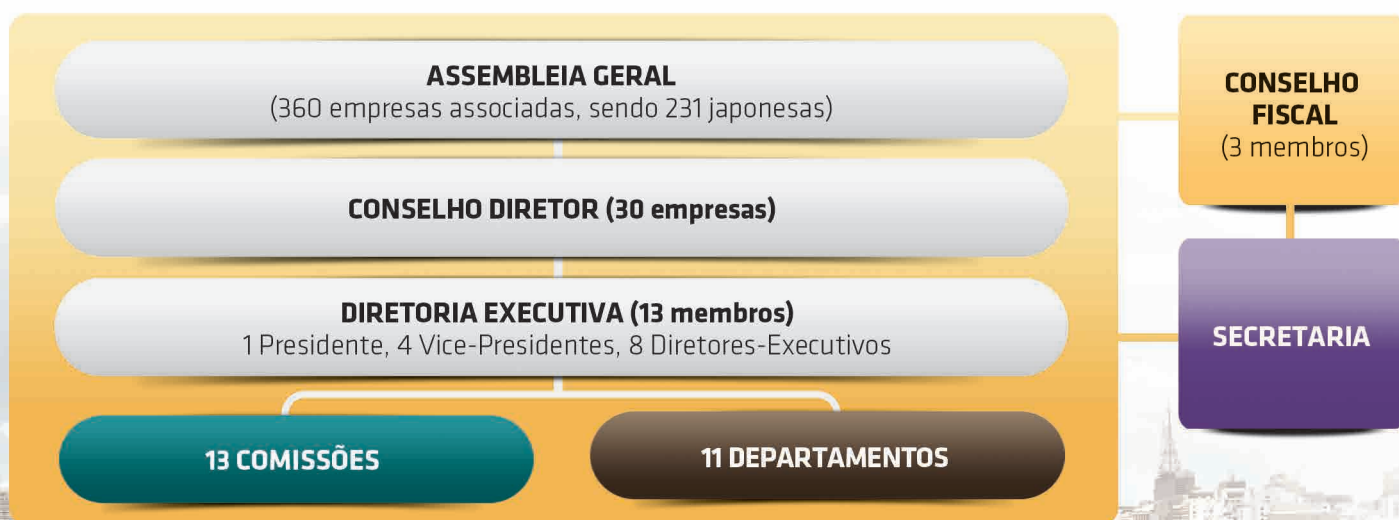 ASSEMBLEIA GERAL
(360 empresas associadas, sendo 231 japonesas)
CONSELHO DIRETOR (30 empresas)
DIRETORIA EXECUTIVA (13 membros)
1 Presidente, 4 Vice-Presidentes, 8 Diretores-Executivos
13 COMISSÕES
11 DEPARTAMENTOS
CONSELHO
FISCAL
(3 membros)
SECRETARIA